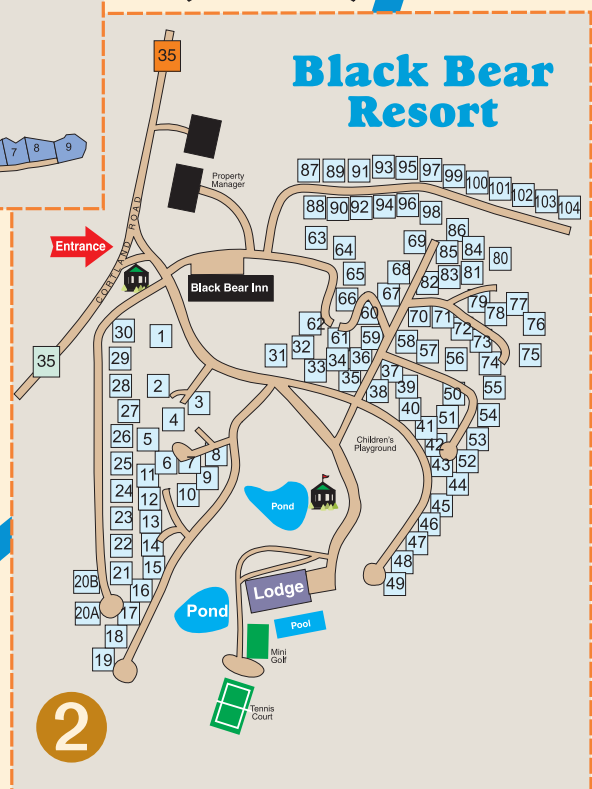 Black Bear
Resort
35
7 8 9
Property
Manager
CORTLAND ROAD
Entrance
Black Bear Inn
35
87 89 91 93 95 97 99 100 101 102 103 104
88 90 92 94 96 98
63 64 65 66 67 68 69
86 85 84 83 82 81 80
79 78 77 76 75 74 73 72 71 70
62 61 60 59 58 57 56 55
30 1
29
28 2
27 3
26 4
25 5
24 6 7 8
23 9
22 10
21 11
20B 12
20A 13
14
15
16
17
18
19
31 32 33 34 35 36 37 38 39 40
41 42 43 44 45 46 47 48 49
50 51 52 53 54
Children's
Playground
Pond
Pond
Lodge
Pool
Mini
Golf
Tennis
Court
2